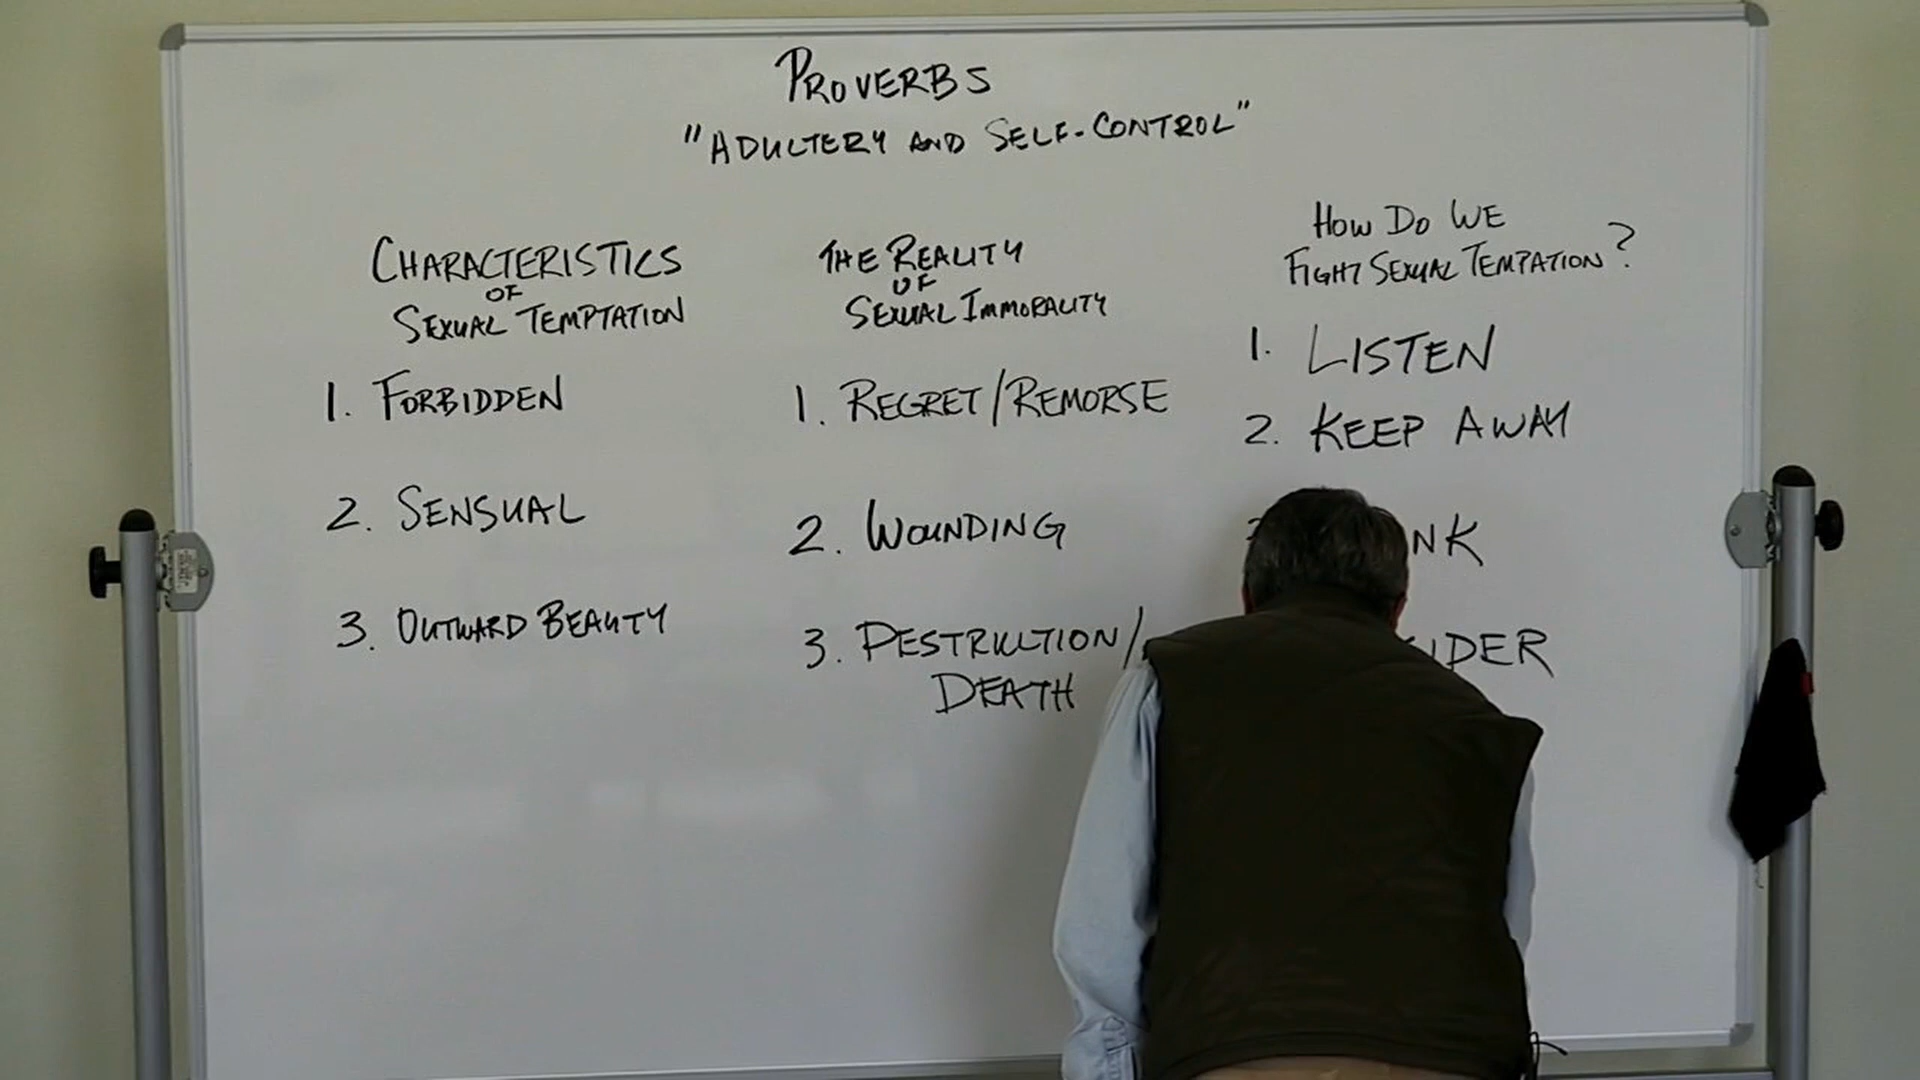 PROVERBS
"ADULTERY AND SELF-CONTROL"
CHARACTERISTICS
OF
SEXUAL TEMPTATION
1. FORBIDDEN
2. SENSUAL
3. OUTWARD BEAUTY
THE REALITY
OF
SEXUAL IMMORALITY
1. REGRET/REMORSE
2. WOUNDING
3. DESTRUCTION/
DEATH
HOW DO WE
FIGHT SEXUAL TEMPATION?
1. LISTEN
2. KEEP AWAY